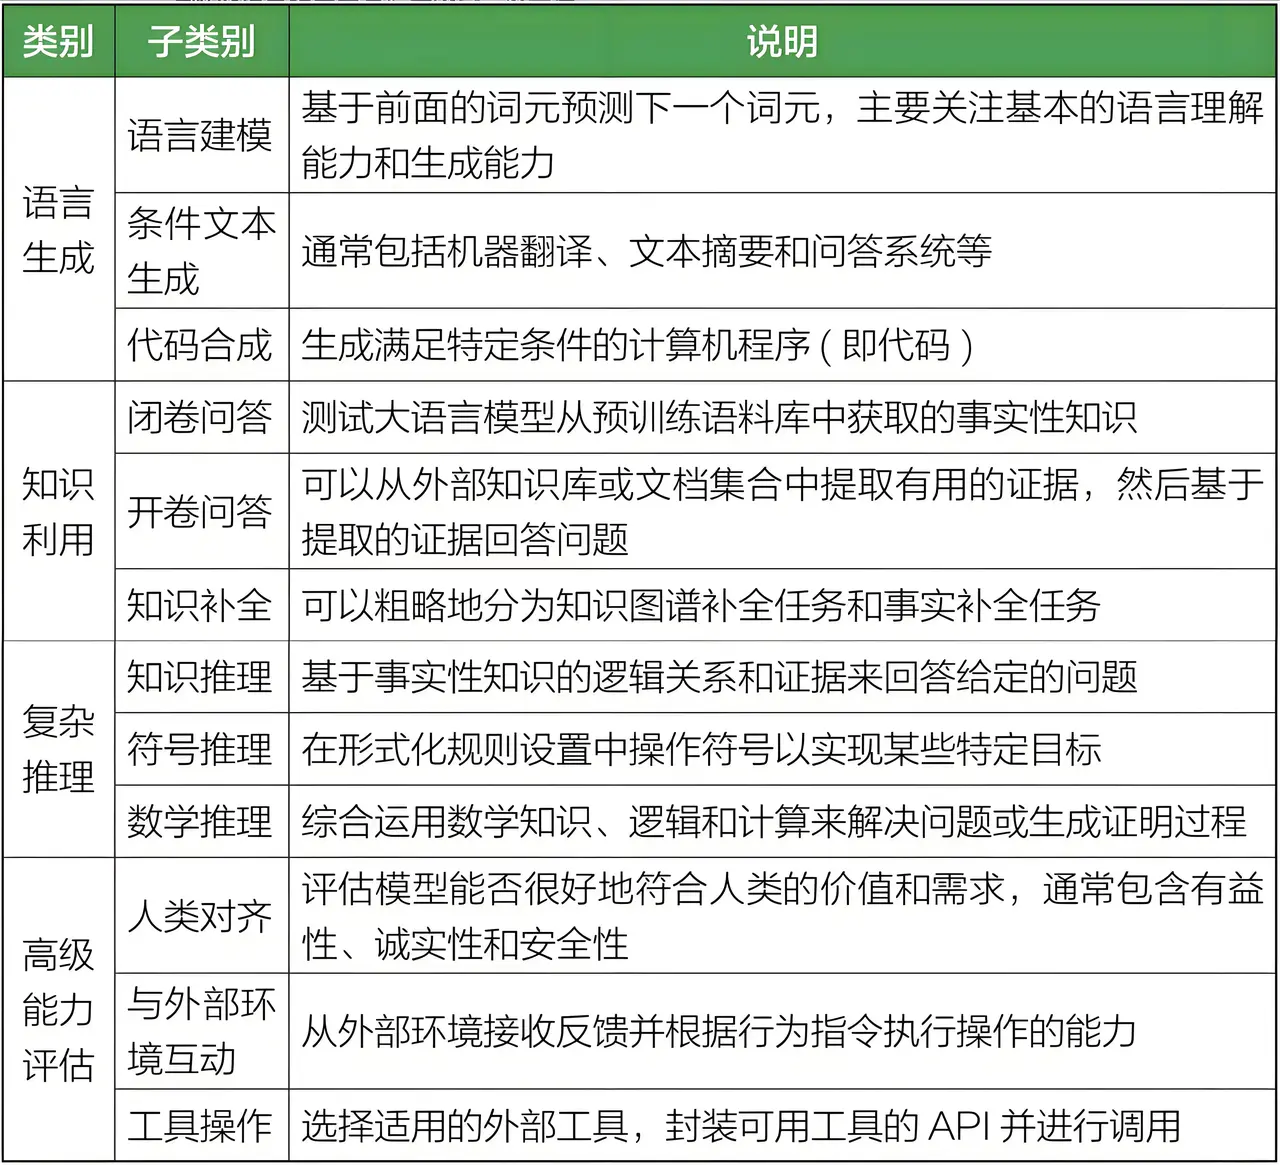 类别 子类别 说明
语言
生成
语言建模
基于前面的词元预测下一个词元，主要关注基本的语言理解
能力和生成能力
条件文本
生成
通常包括机器翻译、文本摘要和问答系统等
代码合成
生成满足特定条件的计算机程序（即代码）
知识
利用
闭卷问答
测试大语言模型从预训练语料库中获取的事实性知识
开卷问答
可以从外部知识库或文档集合中提取有用的证据，然后基于
提取的证据回答问题
知识补全
可以粗略地分为知识图谱补全任务和事实补全任务
复杂
推理
知识推理
基于事实性知识的逻辑关系和证据来回答给定的问题
符号推理
在形式化规则设置中操作符号以实现某些特定目标
数学推理
综合运用数学知识、逻辑和计算来解决问题或生成证明过程
高级
能力
评估
人类对齐
评估模型能否很好地符合人类的价值和需求，通常包含有益
性、诚实性和安全性
与外部环
境互动
从外部环境接收反馈并根据行为指令执行操作的能力
工具操作
选择适用的外部工具，封装可用工具的 API 并进行调用